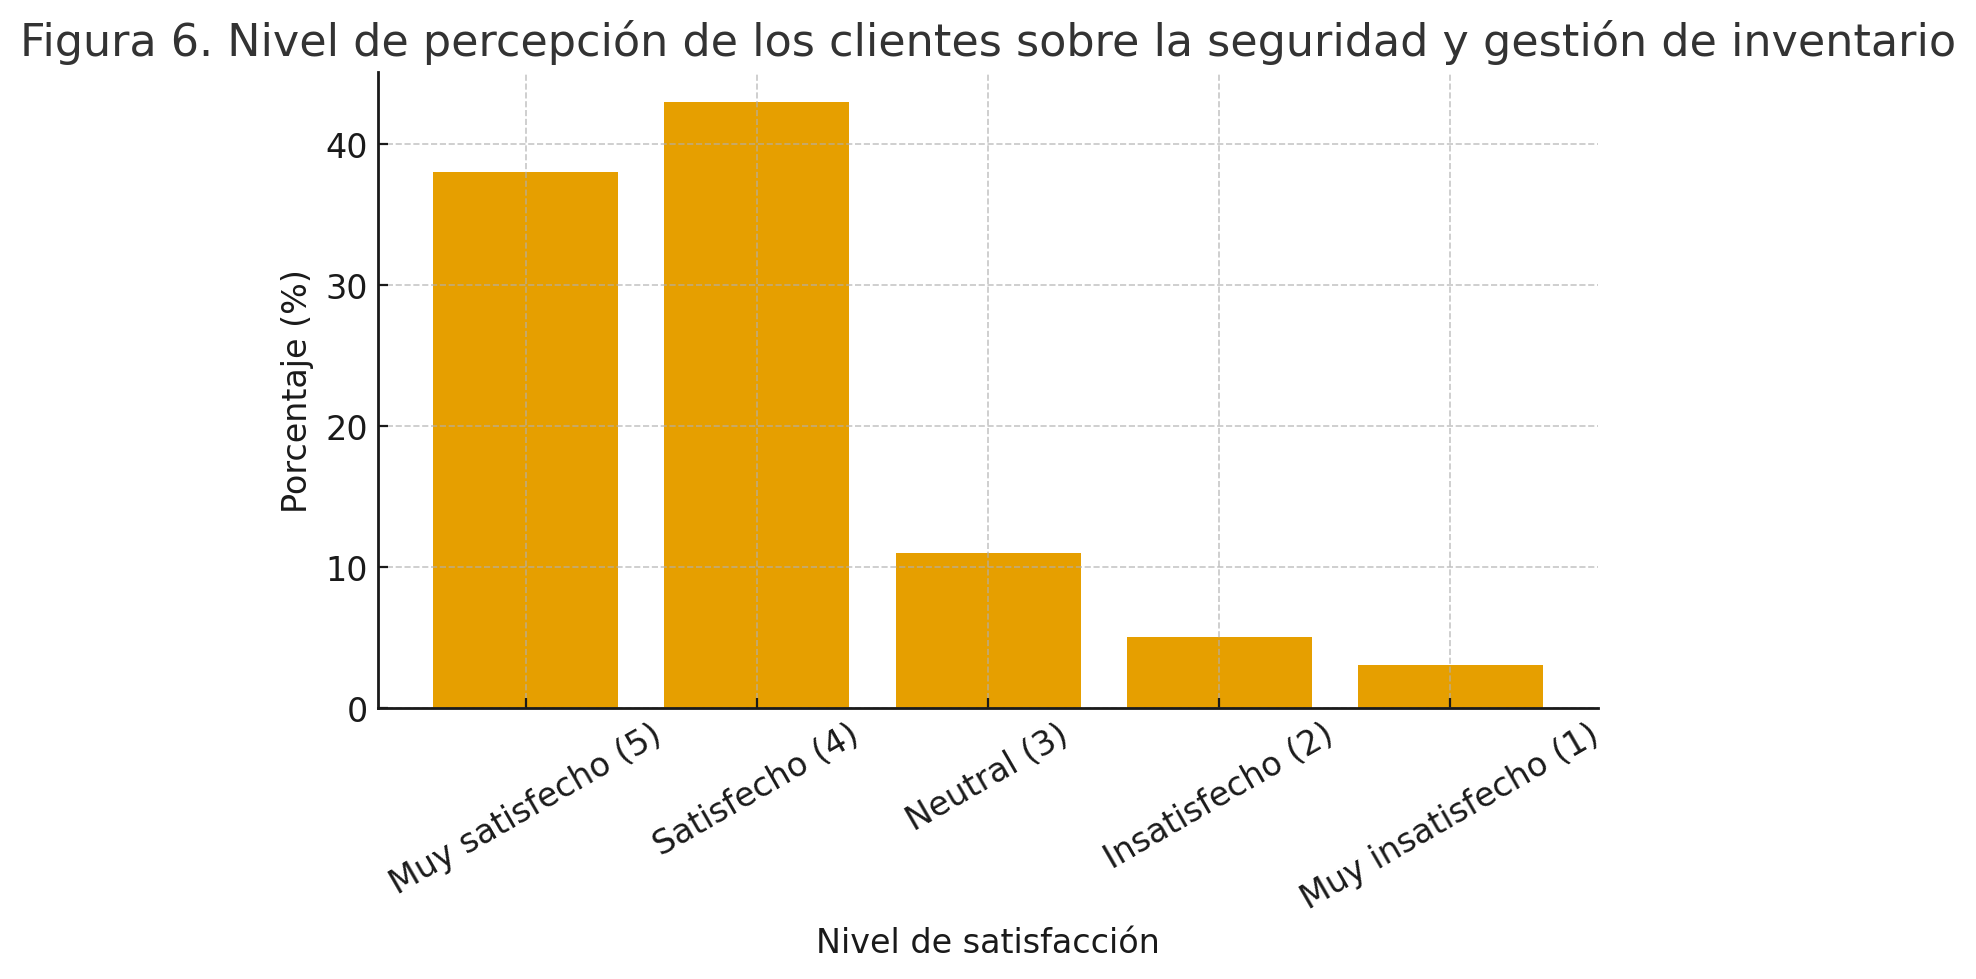 Figura 6. Nivel de percepción de los clientes sobre la seguridad y gestión de inventario
Porcentaje (%)
40
30
20
10
0
Muy satisfecho (5)
Satisfecho (4)
Neutral (3)
Insatisfecho (2)
Muy insatisfecho (1)
Nivel de satisfacción